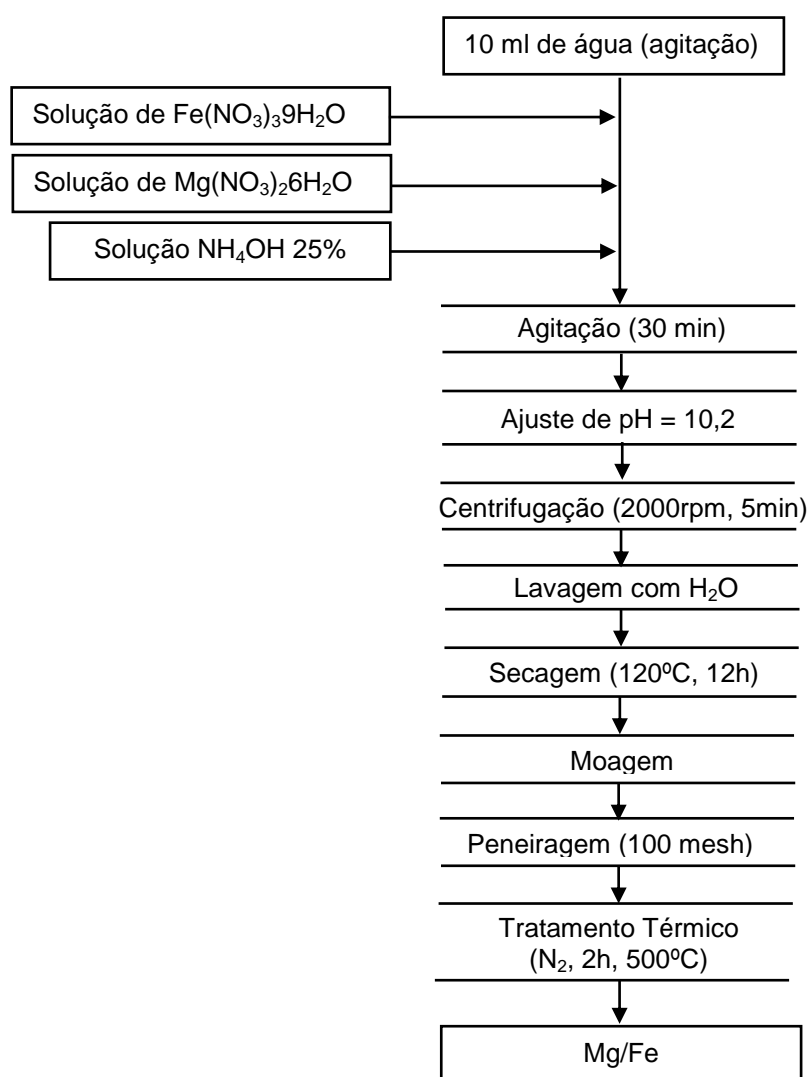 10 ml de água (agitação)
Solução de Fe(NO₃)₃9H₂O
Solução de Mg(NO₃)₂6H₂O
Solução NH₄OH 25%
Agitação (30 min)
Ajuste de pH = 10,2
Centrifugação (2000rpm, 5min)
Lavagem com H₂O
Secagem (120ºC, 12h)
Moagem
Peneiragem (100 mesh)
Tratamento Térmico
(N₂, 2h, 500ºC)
Mg/Fe